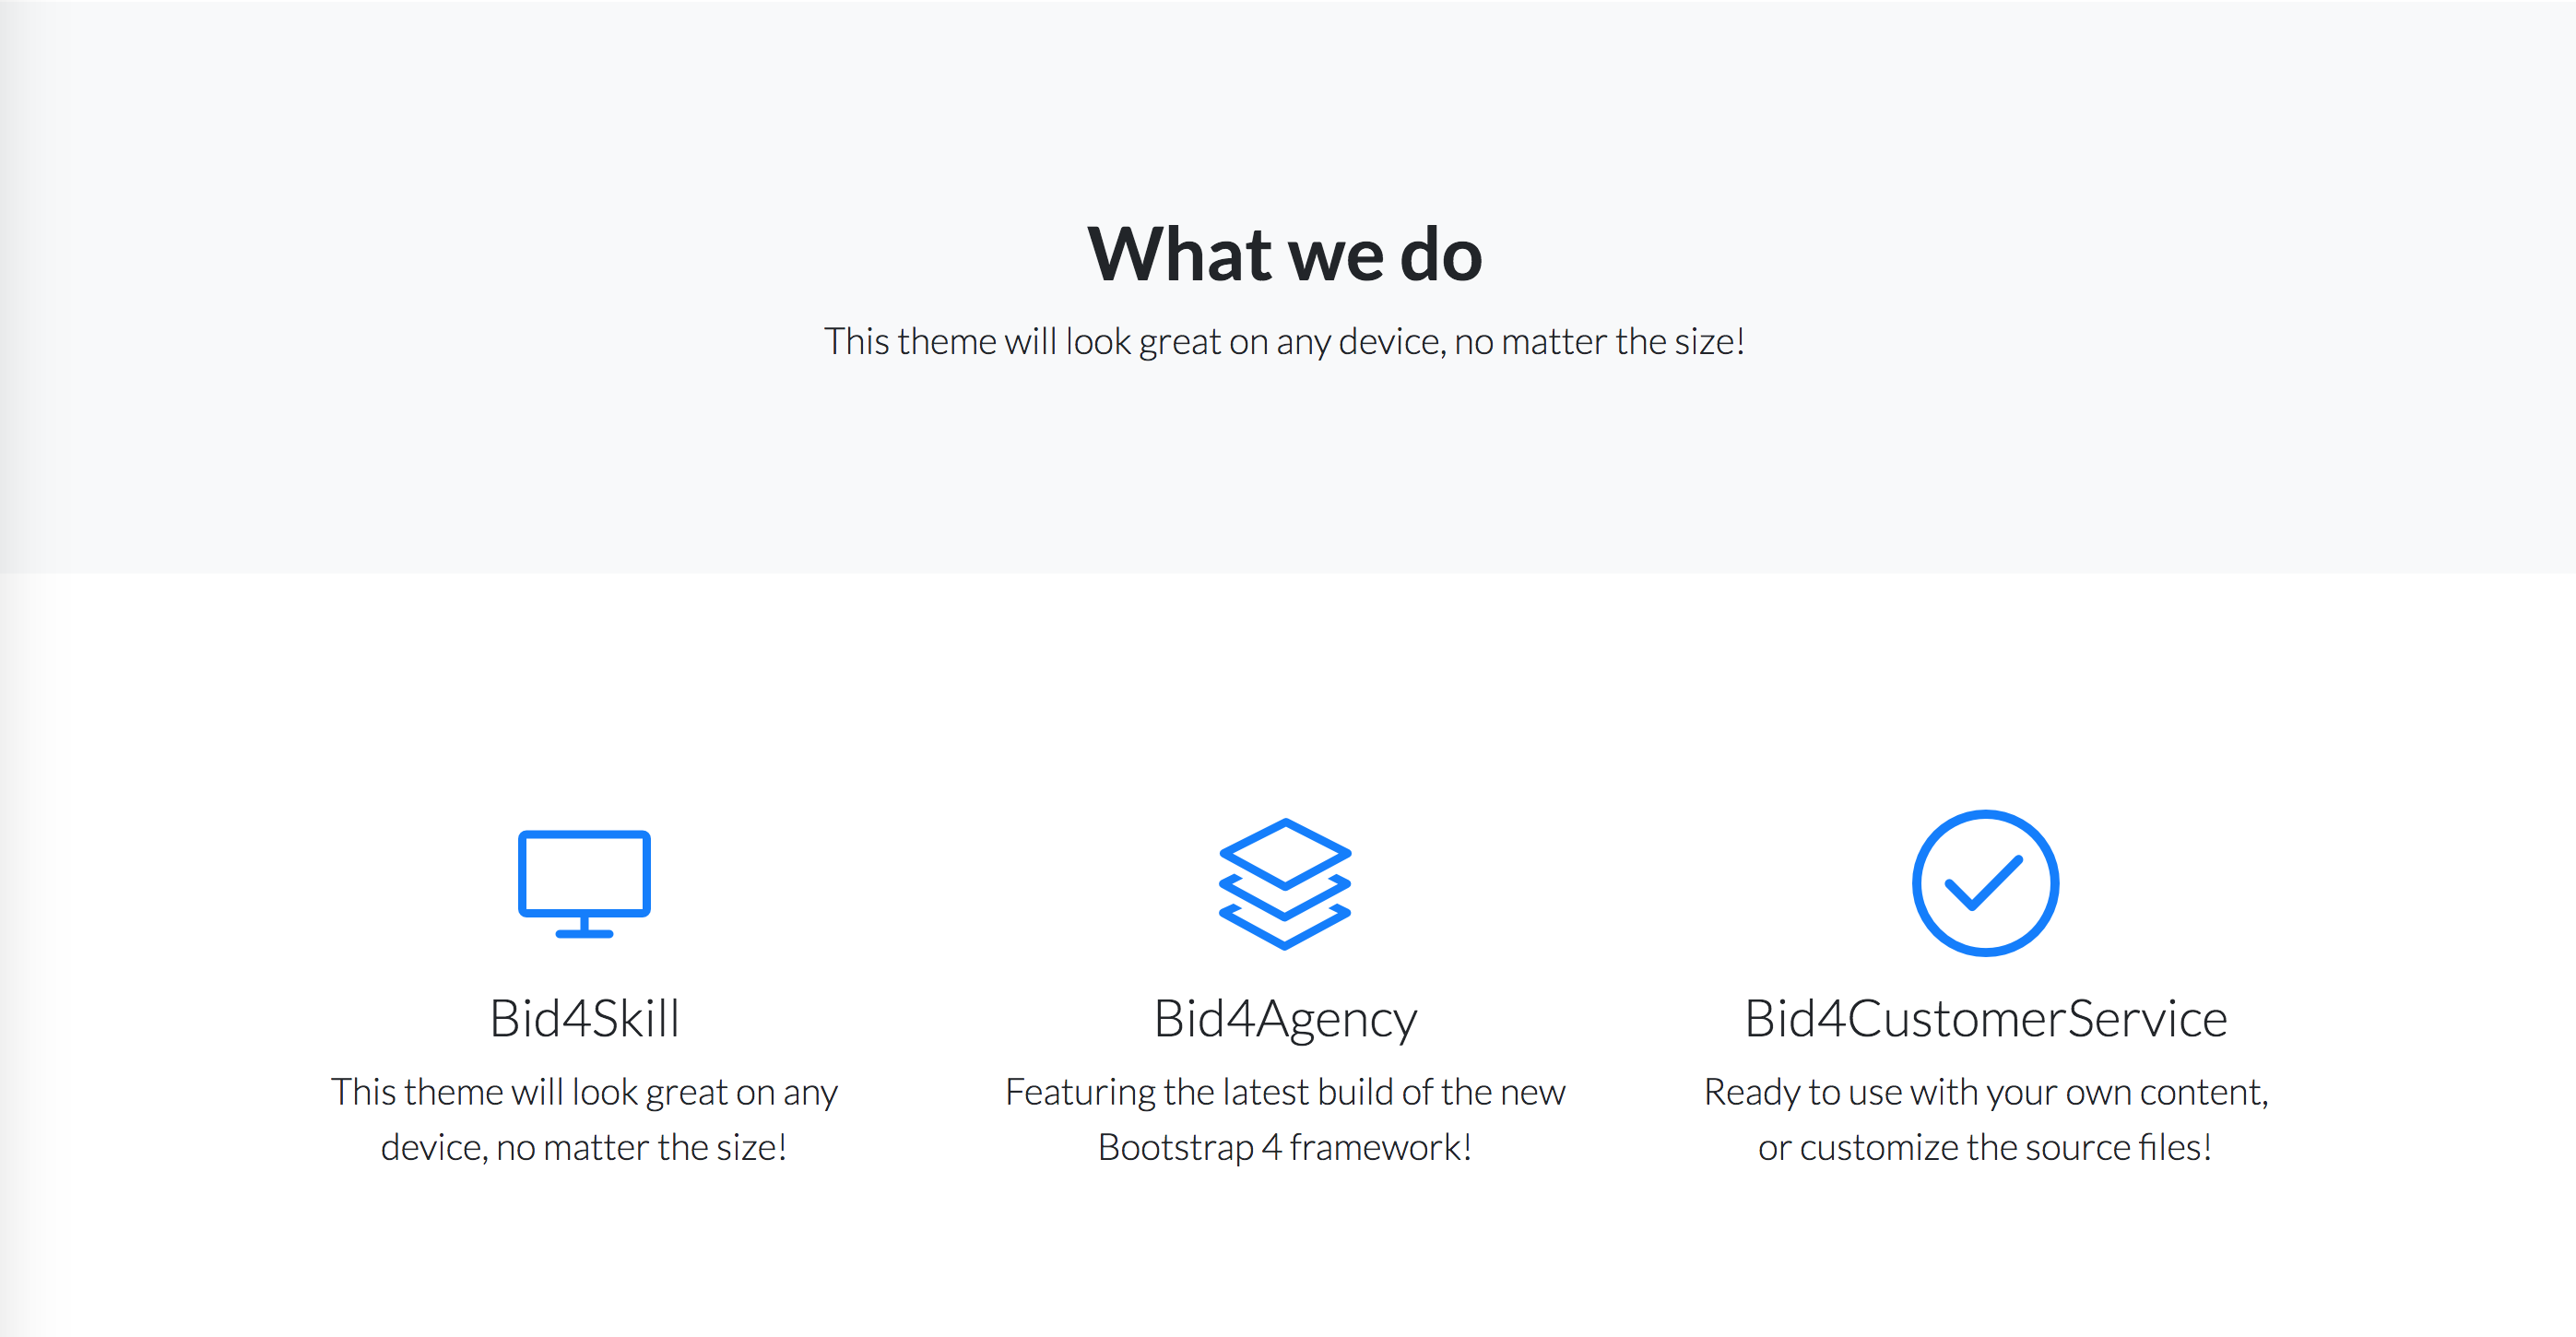 What we do
This theme will look great on any device, no matter the size!
Bid4Skill
This theme will look great on any
device, no matter the size!
Bid4Agency
Featuring the latest build of the new
Bootstrap 4 framework!
Bid4CustomerService
Ready to use with your own content,
or customize the source files!